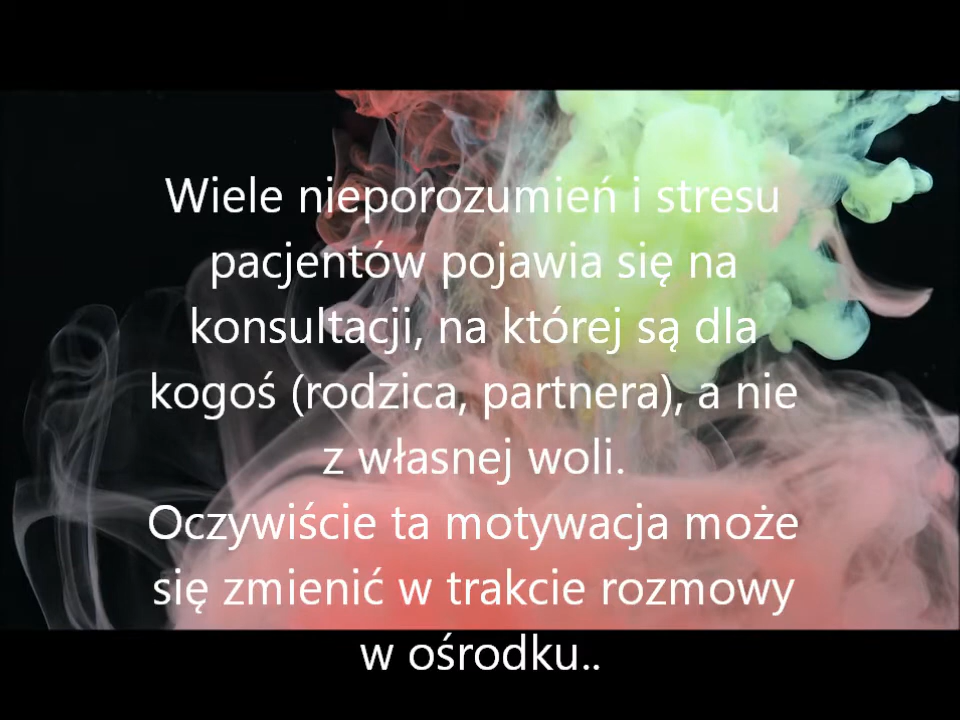 Wiele nieporozumień i stresu
pacjentów pojawia się na
konsultacji, na której są dla
kogoś (rodzica, partnera), a nie
z własnej woli.
Oczywiście ta motywacja może
się zmienić w trakcie rozmowy
w ośrodku..